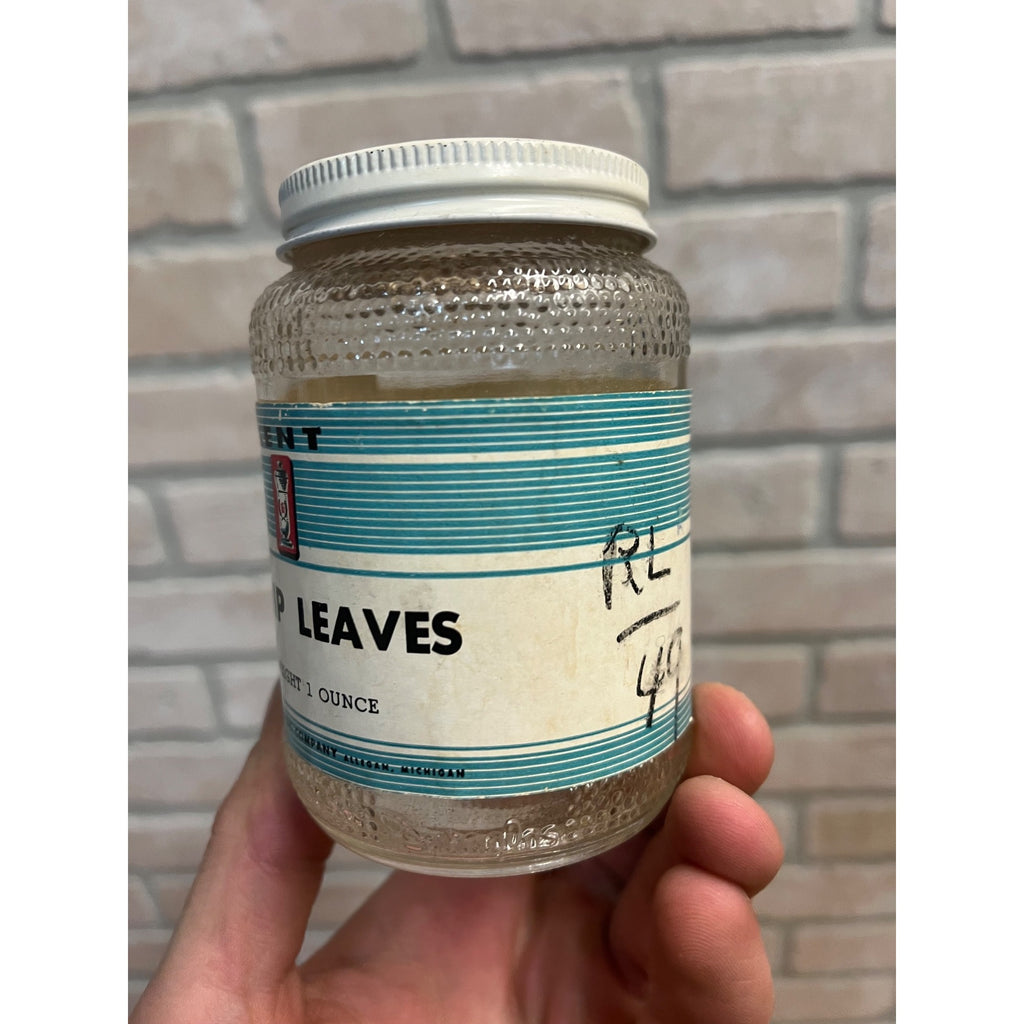 ENT
P LEAVES
GHT 1 OUNCE
COMPANY ALLEGAN, MICHIGAN
RL
49